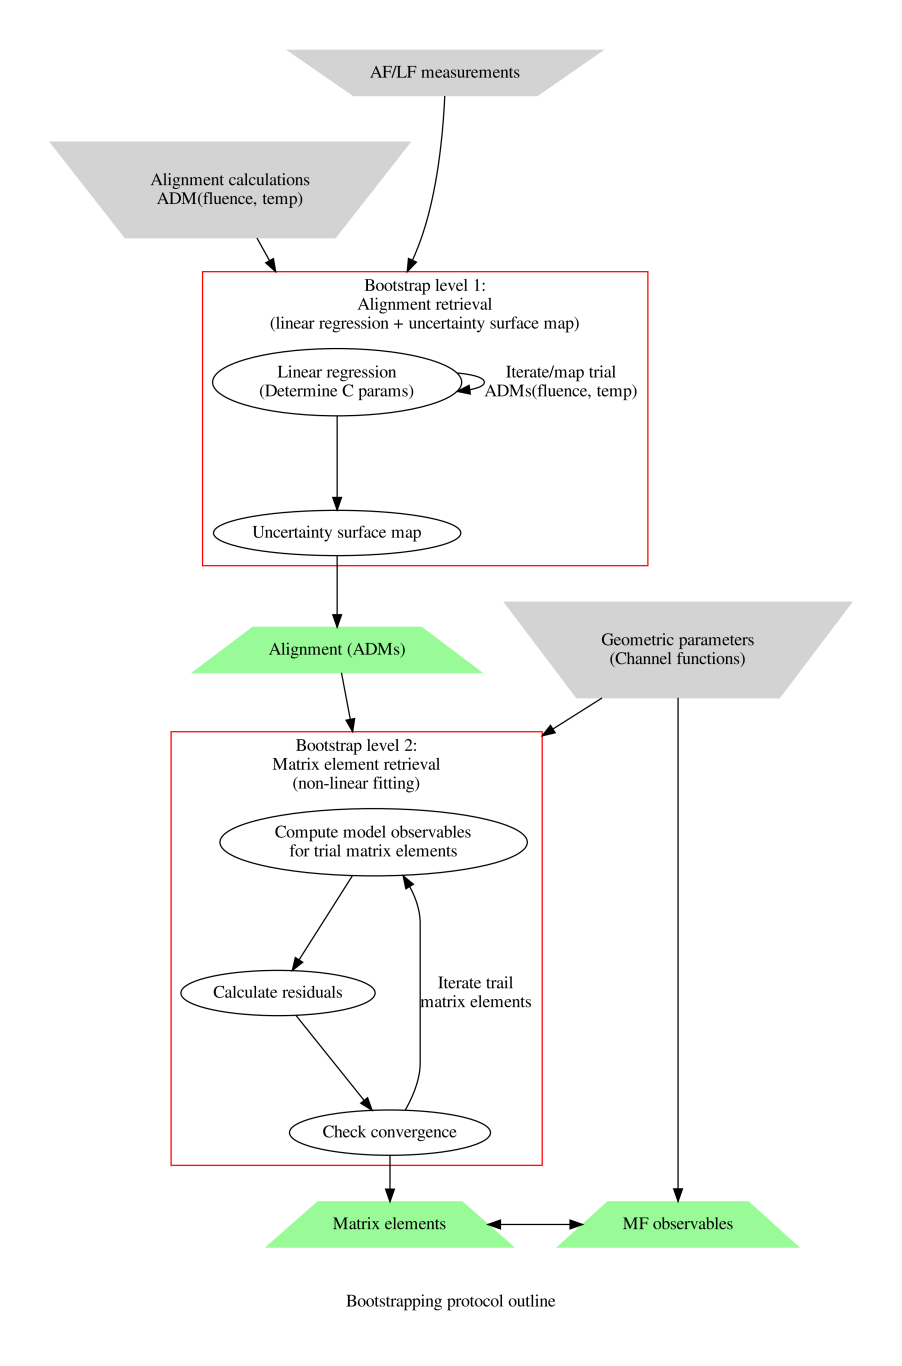 AF/LF measurements
Alignment calculations
ADM(fluence, temp)
Bootstrap level 1:
Alignment retrieval
(linear regression + uncertainty surface map)
Linear regression
(Determine C params)
Iterate/map trial
ADMs(fluence, temp)
Uncertainty surface map
Alignment (ADMs)
Geometric parameters
(Channel functions)
Bootstrap level 2:
Matrix element retrieval
(non-linear fitting)
Compute model observables
for trial matrix elements
Calculate residuals
Iterate trail
matrix elements
Check convergence
Matrix elements
MF observables
Bootstrapping protocol outline